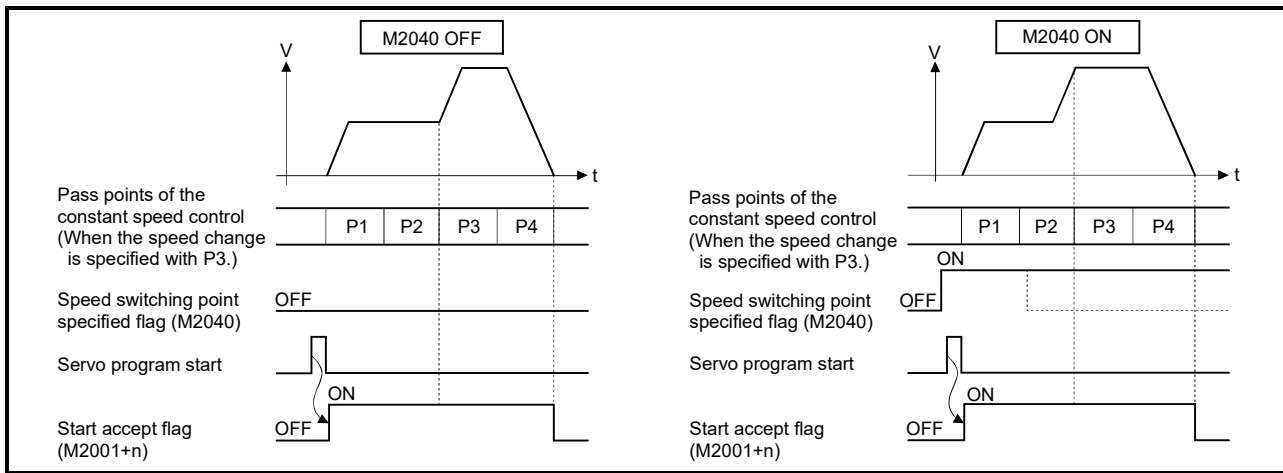 M2040 OFF
V
t
Pass points of the
constant speed control
(When the speed change
is specified with P3.)
P1 P2 P3 P4
Speed switching point
specified flag (M2040)
OFF
Servo program start
ON
Start accept flag
(M2001+n)
OFF
M2040 ON
V
t
Pass points of the
constant speed control
(When the speed change
is specified with P3.)
P1 P2 P3 P4
ON
Speed switching point
specified flag (M2040)
OFF
Servo program start
ON
Start accept flag
(M2001+n)
OFF